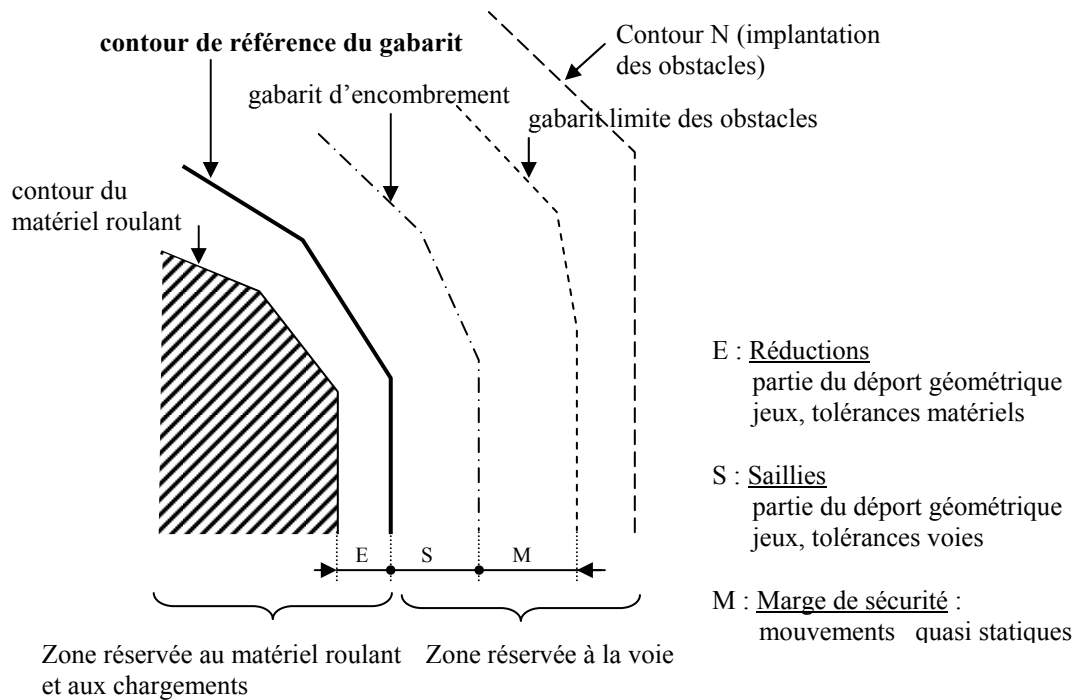 contour de référence du gabarit
Contour N (implantation
des obstacles)
gabarit d’encombrement
gabarit limite des obstacles
contour du
matériel roulant
E : Réductions
partie du déport géométrique
jeux, tolérances matériels
S : Saillies
partie du déport géométrique
jeux, tolérances voies
E S M
M : Marge de sécurité :
mouvements quasi statiques
Zone réservée au matériel roulant
et aux chargements
Zone réservée à la voie